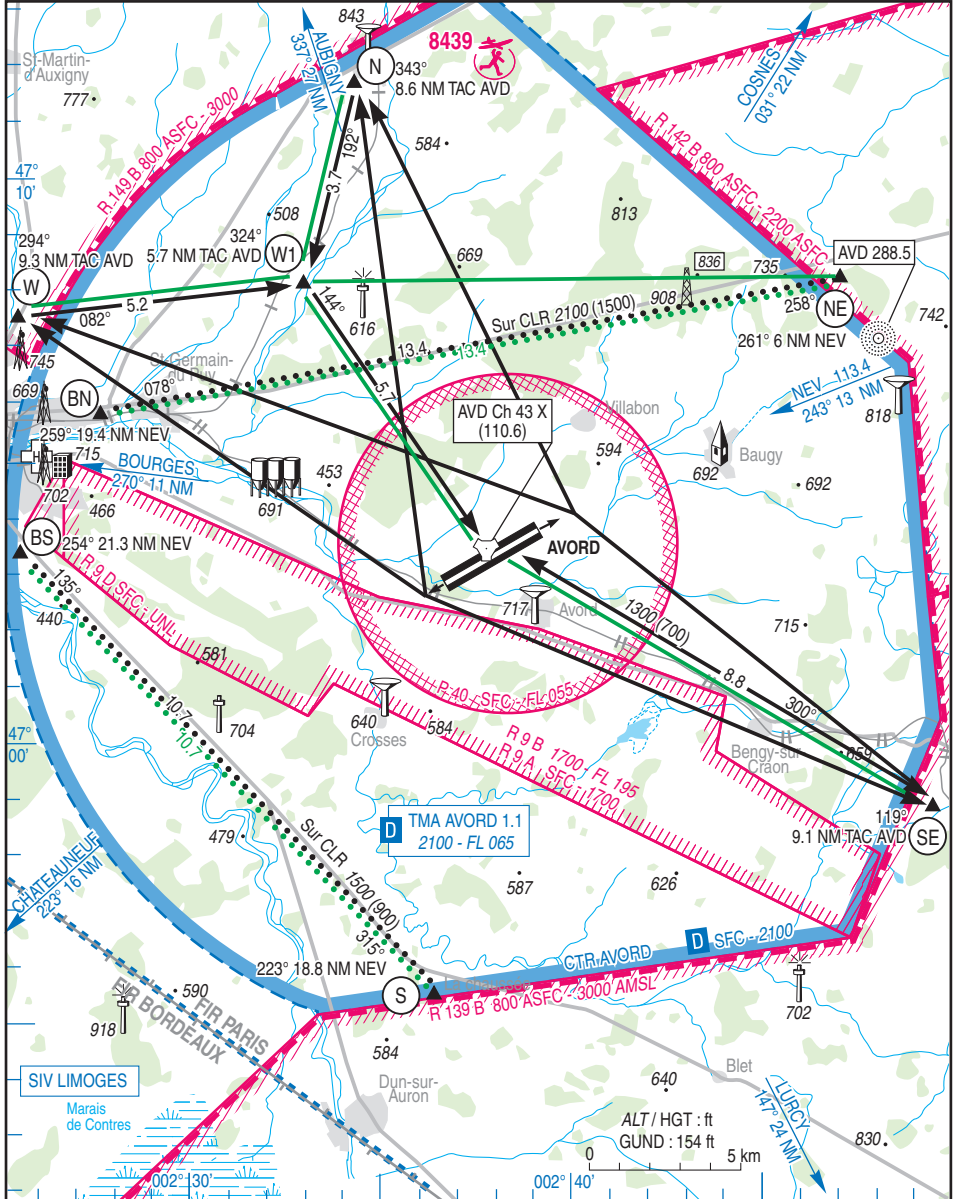 843
8439
St-Martin-
d'Auxigny
777
AUBIGNY
337° 27 NM
N
343°
8.6 NM TAC AVD
COSNES
031° 22 NM
R 149 B 800 ASFC - 3000
R 142 B 800 ASFC - 2200 ASFC
584
47°
10'
192°
3.7
813
508
294°
9.3 NM TAC AVD
324°
5.7 NM TAC AVD
W1
669
836
735
AVD 288.5
W
5.2
082°
144°
616
908
258°
NE
742
Sur CLR 2100 (1500)
261° 6 NM NEV
745
St-Germain-
du-Puy
13.4
13.4
669
078°
BN
5.7
NEV 113.4
243° 13 NM
818
259° 19.4 NM NEV
AVD Ch 43 X
(110.6)
Villabon
H
715
BOURGES
270° 11 NM
453
594
692
Baugy
702
466
691
692
BS
254° 21.3 NM NEV
AVORD
R 9 D SFC - UNL
135°
440
717
Avord
1300 (700)
715
581
8.8
10.7
10.7
704
640
Crosses
584
R 40 - SFC - FL 055
300°
47°
00'
R 9 B 1700 - FL 195
R 9 A SFC - 1700
Bengy-sur-
Craon
659
119°
9.1 NM TAC AVD
SE
479
Sur CLR
1500 (900)
D
TMA AVORD 1.1
2100 - FL 065
587
626
CHATEAUNEUF
223° 16 NM
315°
223° 18.8 NM NEV
S
CTR AVORD
D
SFC - 2100
R 139 B 800 ASFC - 3000 AMSL
590
918
FIR PARIS
FIR BORDEAUX
702
584
SIV LIMOGES
Marais
de Contres
Dun-sur-
Auron
640
Blet
LURCY
147° 24 NM
ALT / HGT : ft
GUND : 154 ft
830
0
5 km
002° 30'
002° 40'